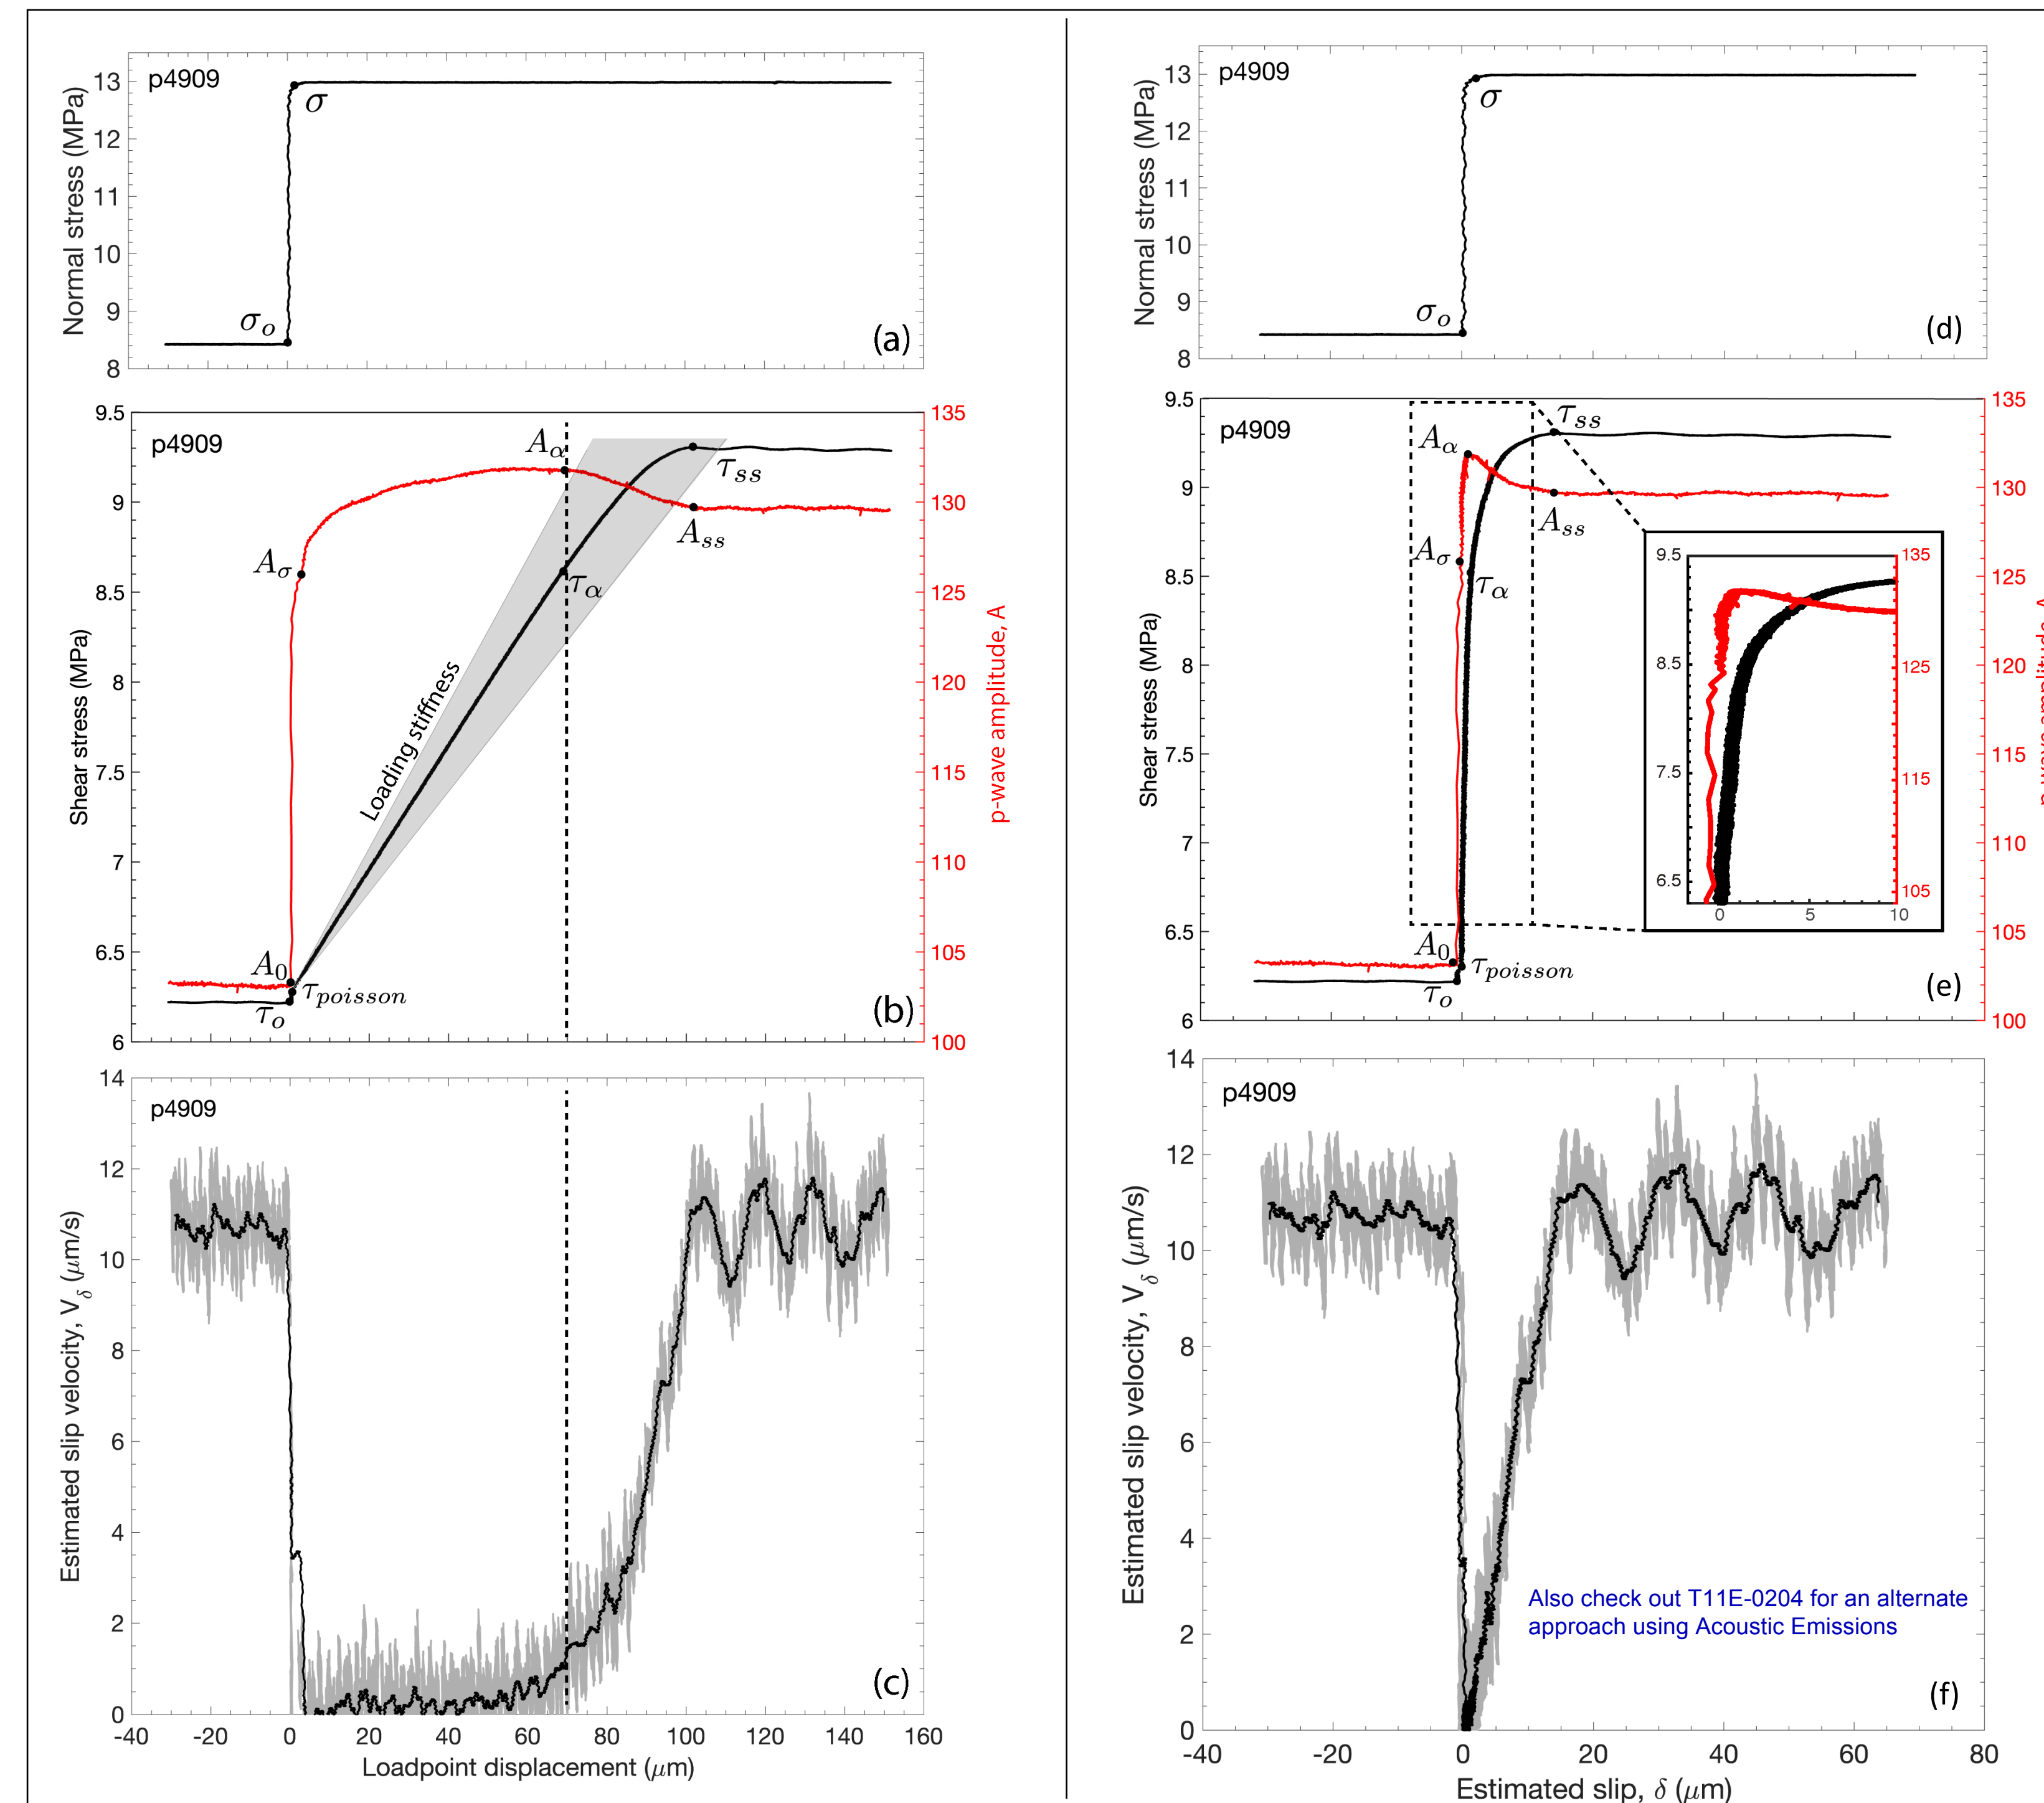 p4909
Normal stress (MPa)
13
12
11
10
9
8
σ
σo
(a)
p4909
Shear stress (MPa)
9.5
9
8.5
8
7.5
7
6.5
6
135
130
125
120
115
110
105
100
p-wave amplitude, A
Aα
τss
Aσ
Ass
τα
Loading stiffness
A0
τpoisson
τo
(b)
p4909
Estimated slip velocity, Vδ (μm/s)
14
12
10
8
6
4
2
0
(c)
-40 -20 0 20 40 60 80 100 120 140 160
Loadpoint displacement (μm)
p4909
Normal stress (MPa)
13
12
11
10
9
8
σ
σo
(d)
p4909
Shear stress (MPa)
9.5
9
8.5
8
7.5
7
6.5
6
135
130
125
120
115
110
105
100
τss
Aα
Ass
Aσ
τα
9.5
8.5
7.5
6.5
135
125
115
105
0 5 10
A0
τpoisson
τo
(e)
p4909
Estimated slip velocity, Vδ (μm/s)
14
12
10
8
6
4
2
0
Also check out T11E-0204 for an alternate
approach using Acoustic Emissions
(f)
-40 -20 0 20 40 60 80
Estimated slip, δ (μm)